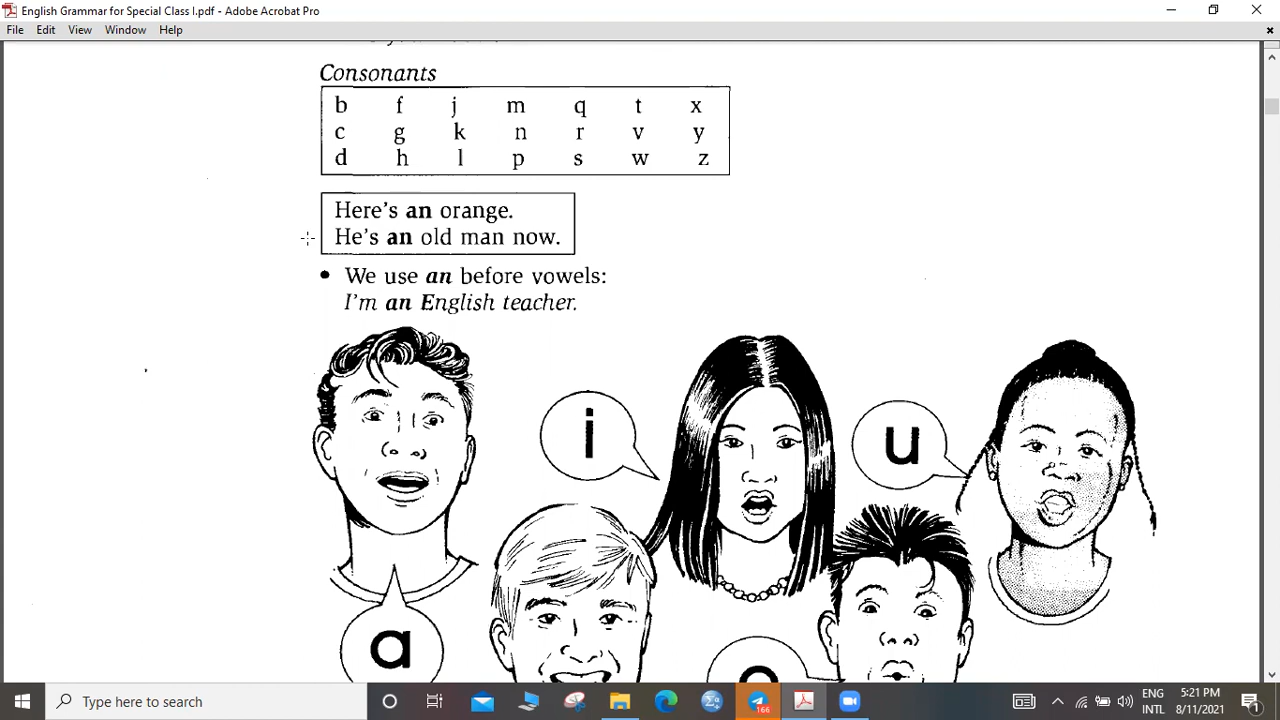 English Grammar for Special Class I.pdf - Adobe Acrobat Pro
File Edit View Window Help
Consonants
b f j m q t x
c g k n r v y
d h l p s w z
Here's an orange.
He's an old man now.
• We use an before vowels:
I'm an English teacher.
i
u
a
Type here to search
166
ENG
INTL
5:21 PM
8/11/2021
1